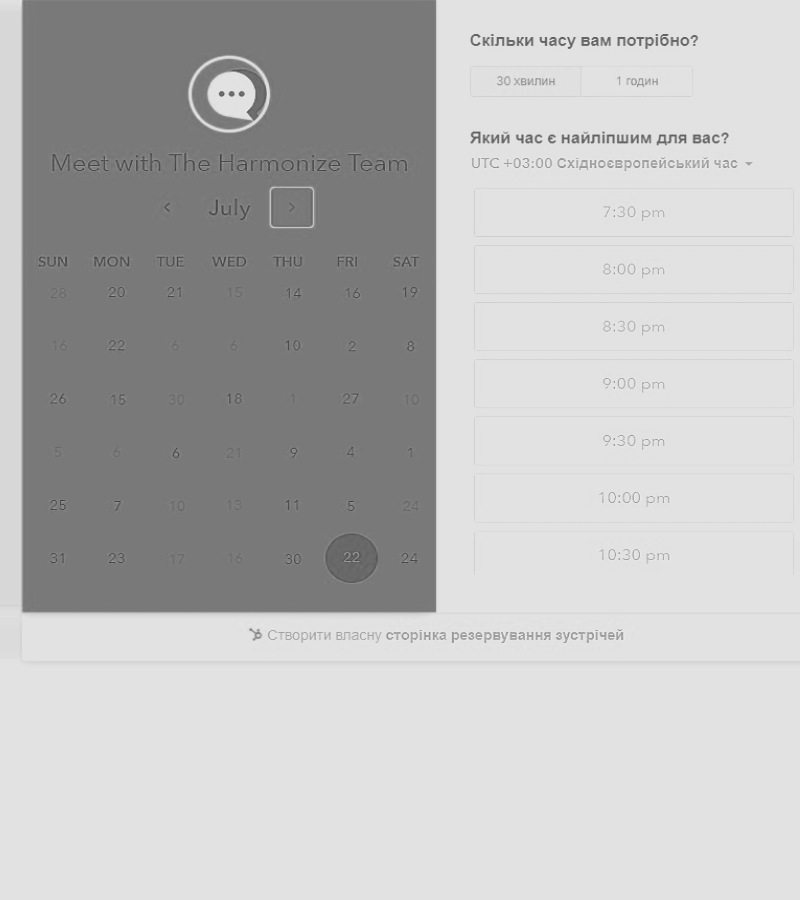 Meet with The Harmonize Team
July
SUN MON TUE WED THU FRI SAT
28 20 21 15 14 16 19
16 22 6 6 10 2 8
26 15 30 18 1 27 10
5 6 6 21 9 4 1
25 7 10 13 11 5 24
31 23 17 16 30 22 24
Скільки часу вам потрібно?
30 хвилин 1 годин
Який час є найліпшим для вас?
UTC +03:00 Східноєвропейський час
7:30 pm
8:00 pm
8:30 pm
9:00 pm
9:30 pm
10:00 pm
10:30 pm
Створити власну сторінка резервування зустрічей